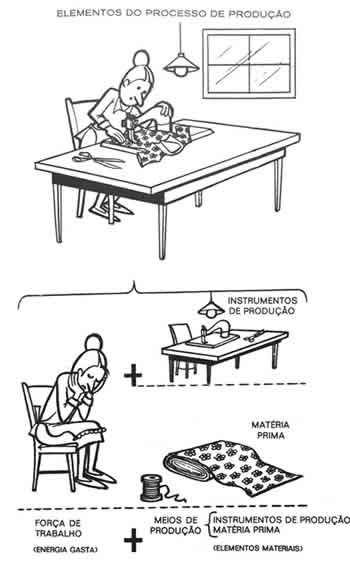 ELEMENTOS DO PROCESSO DE PRODUÇÃO
INSTRUMENTOS
DE PRODUÇÃO
+
MATÉRIA
PRIMA
FORÇA DE
TRABALHO
(ENERGIA GASTA)
+
MEIOS DE
PRODUÇÃO
{
INSTRUMENTOS DE PRODUÇÃO
MATÉRIA PRIMA
(ELEMENTOS MATERIAIS)